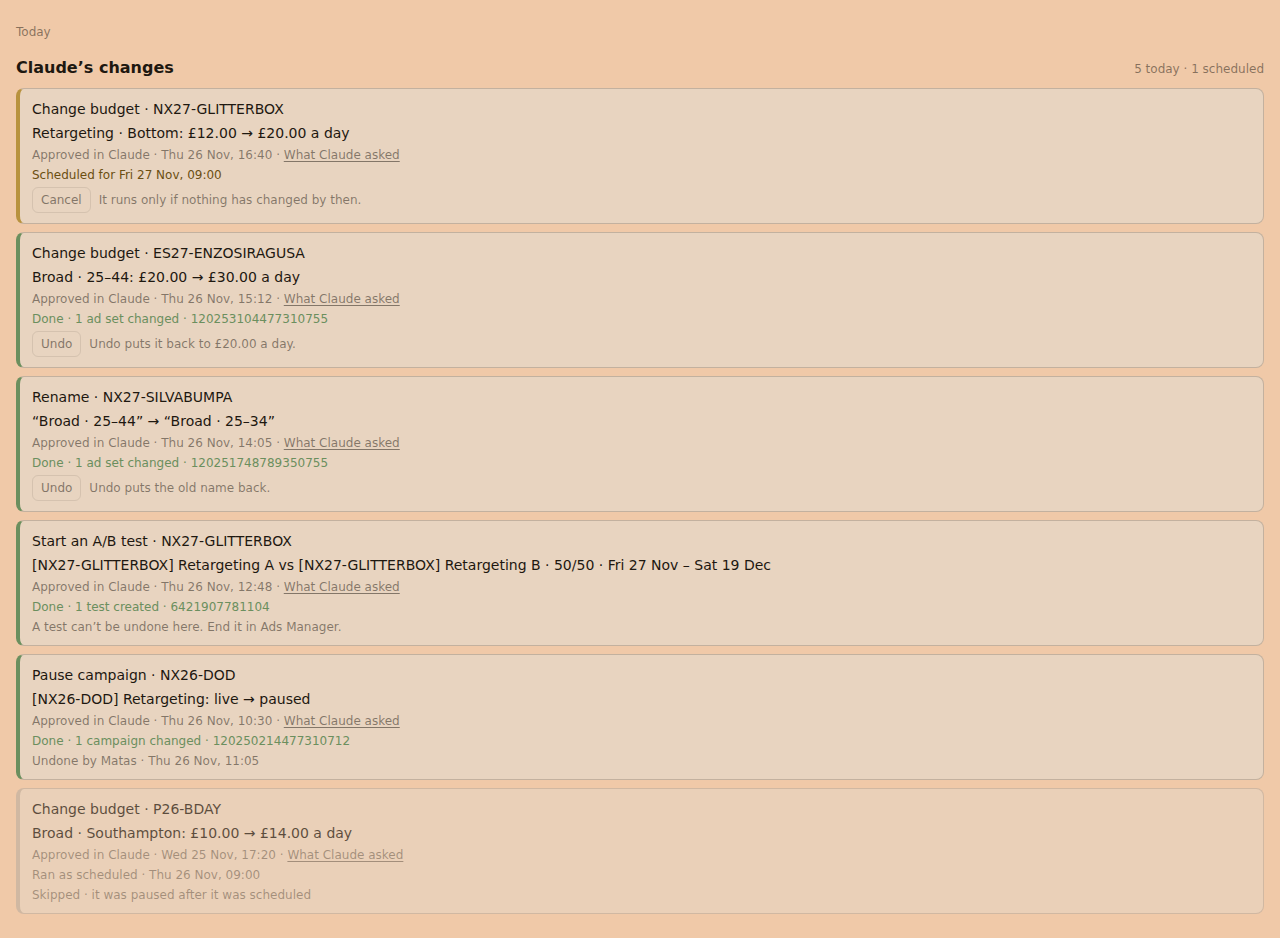 Today
Claude’s changes
5 today · 1 scheduled
Change budget · NX27-GLITTERBOX
Retargeting · Bottom: £12.00 → £20.00 a day
Approved in Claude · Thu 26 Nov, 16:40 · What Claude asked
Scheduled for Fri 27 Nov, 09:00
Cancel It runs only if nothing has changed by then.
Change budget · ES27-ENZOSIRAGUSA
Broad · 25–44: £20.00 → £30.00 a day
Approved in Claude · Thu 26 Nov, 15:12 · What Claude asked
Done · 1 ad set changed · 120253104477310755
Undo Undo puts it back to £20.00 a day.
Rename · NX27-SILVABUMPA
“Broad · 25–44” → “Broad · 25–34”
Approved in Claude · Thu 26 Nov, 14:05 · What Claude asked
Done · 1 ad set changed · 120251748789350755
Undo Undo puts the old name back.
Start an A/B test · NX27-GLITTERBOX
[NX27-GLITTERBOX] Retargeting A vs [NX27-GLITTERBOX] Retargeting B · 50/50 · Fri 27 Nov – Sat 19 Dec
Approved in Claude · Thu 26 Nov, 12:48 · What Claude asked
Done · 1 test created · 6421907781104
A test can’t be undone here. End it in Ads Manager.
Pause campaign · NX26-DOD
[NX26-DOD] Retargeting: live → paused
Approved in Claude · Thu 26 Nov, 10:30 · What Claude asked
Done · 1 campaign changed · 120250214477310712
Undone by Matas · Thu 26 Nov, 11:05
Change budget · P26-BDAY
Broad · Southampton: £10.00 → £14.00 a day
Approved in Claude · Wed 25 Nov, 17:20 · What Claude asked
Ran as scheduled · Thu 26 Nov, 09:00
Skipped · it was paused after it was scheduled